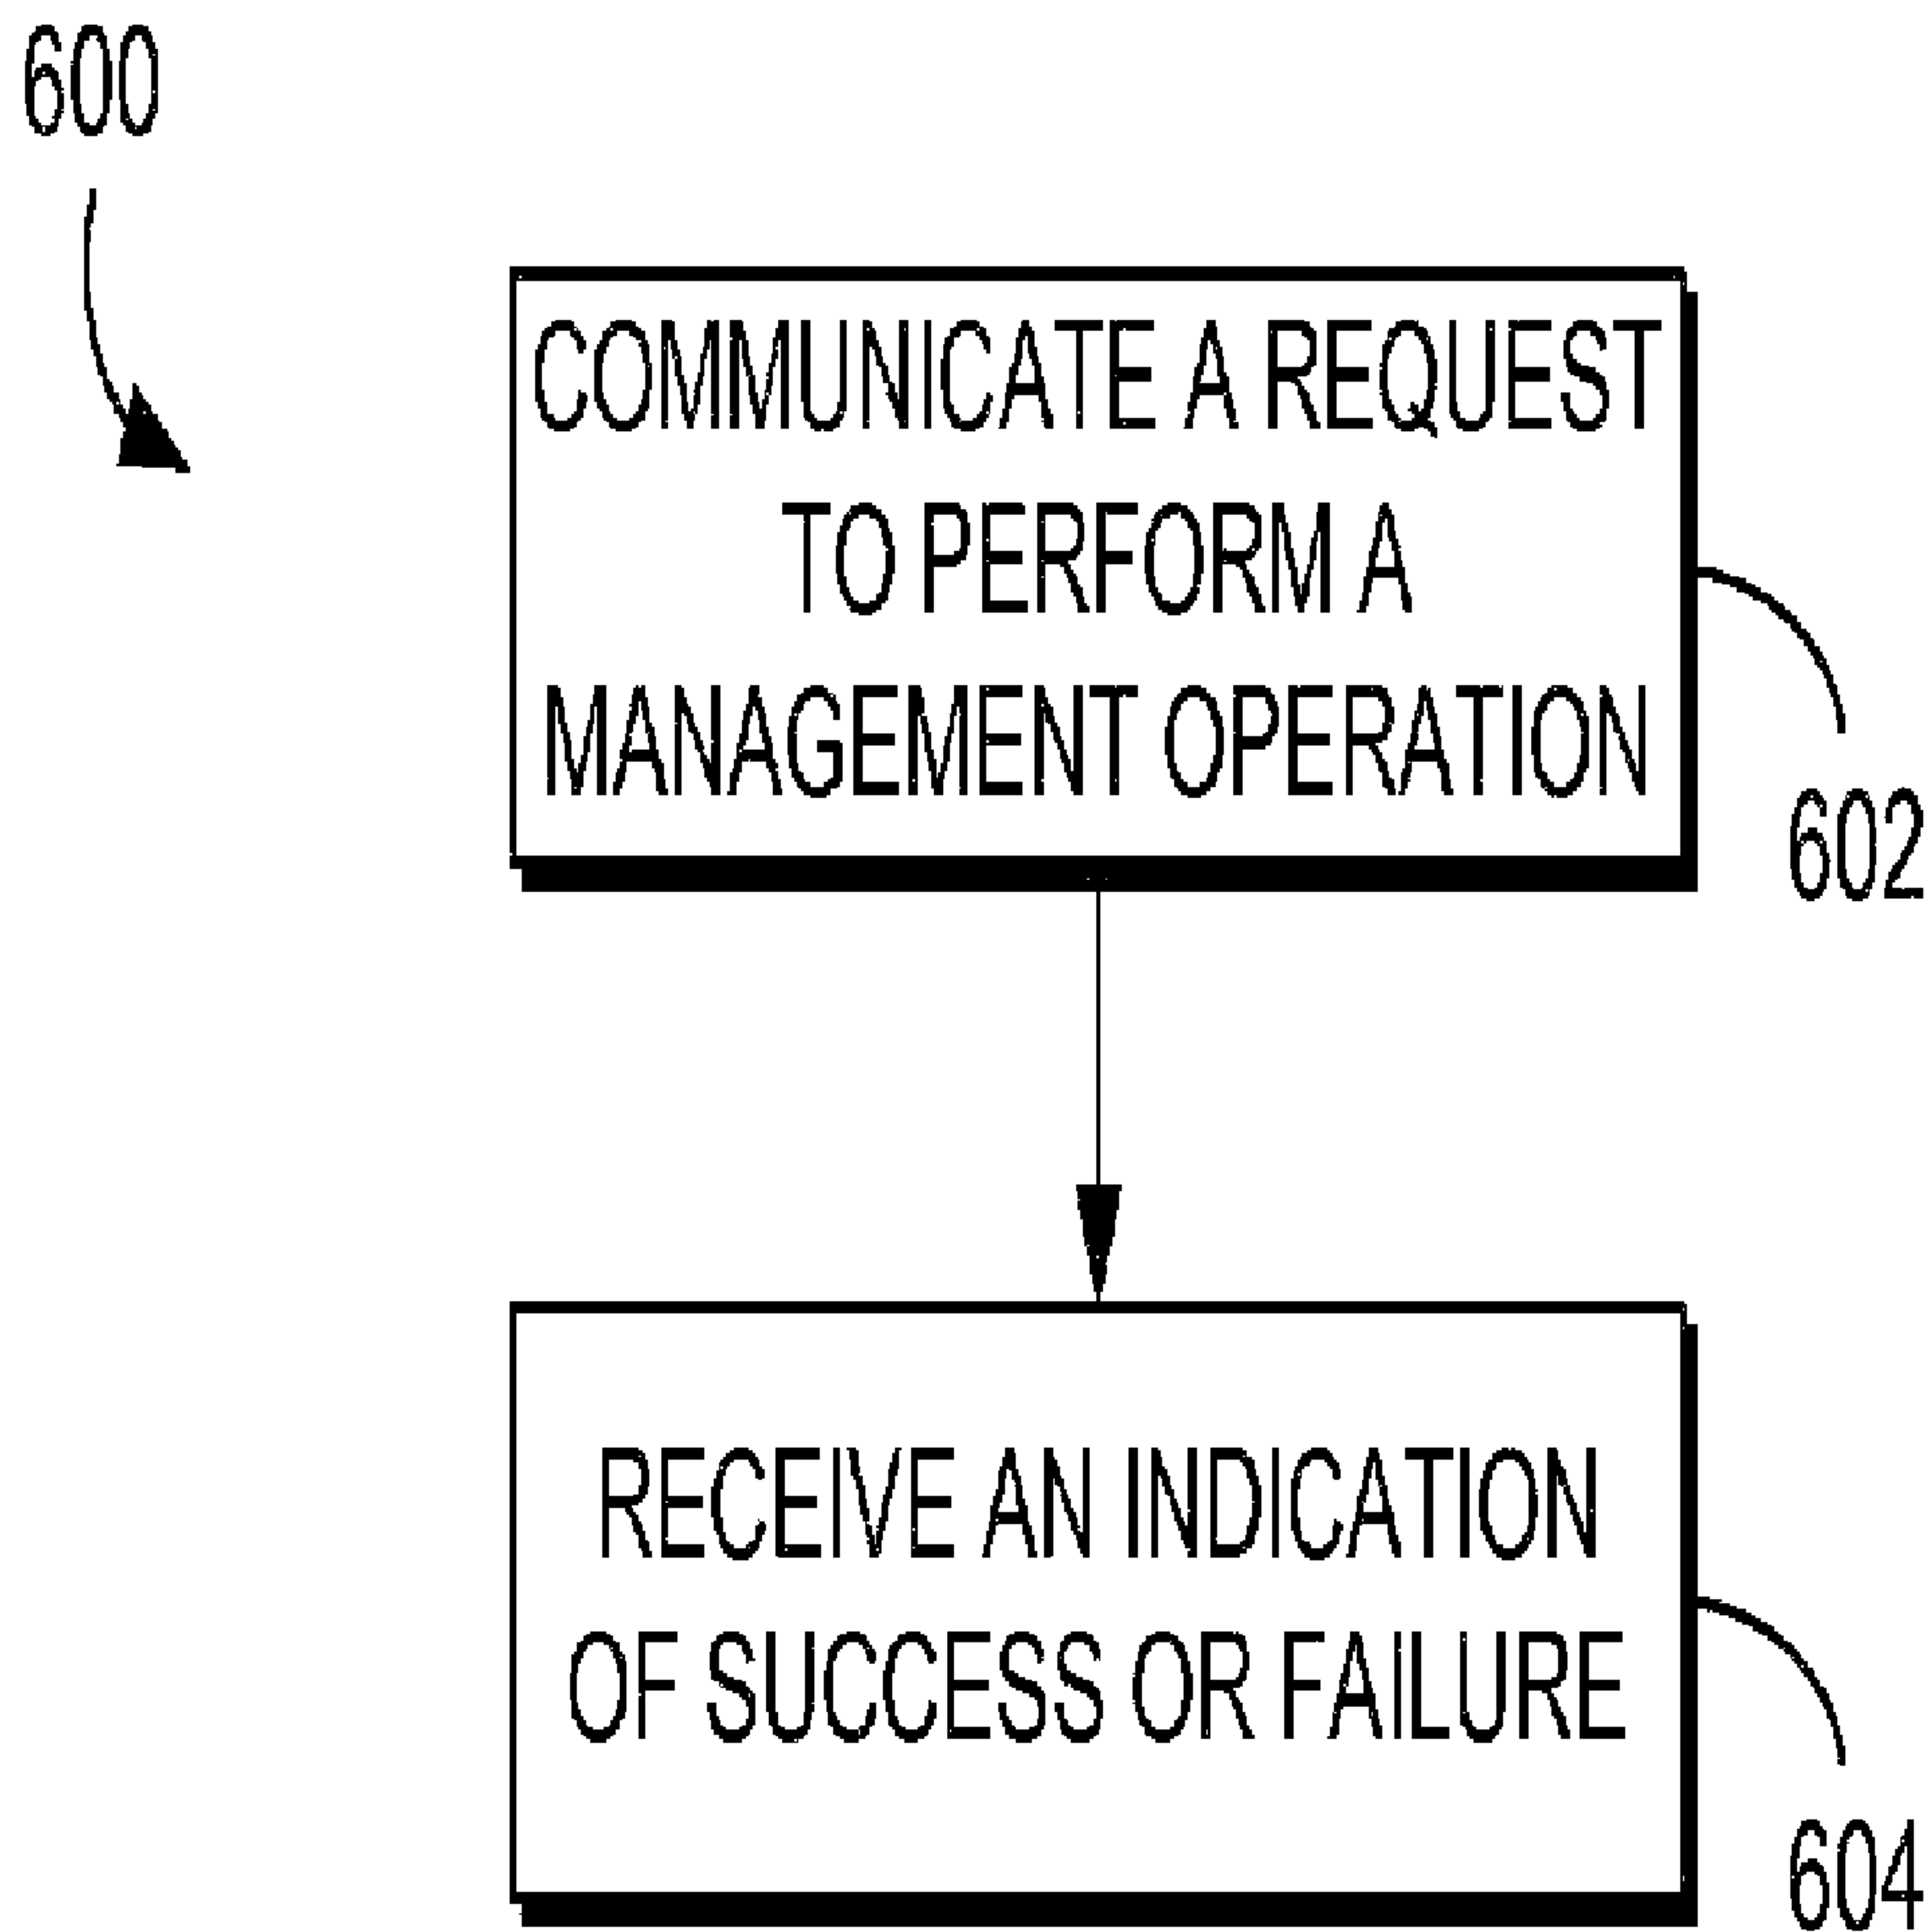 600
COMMUNICATE A REQUEST
TO PERFORM A
MANAGEMENT OPERATION
602
RECEIVE AN INDICATION
OF SUCCESS OR FAILURE
604